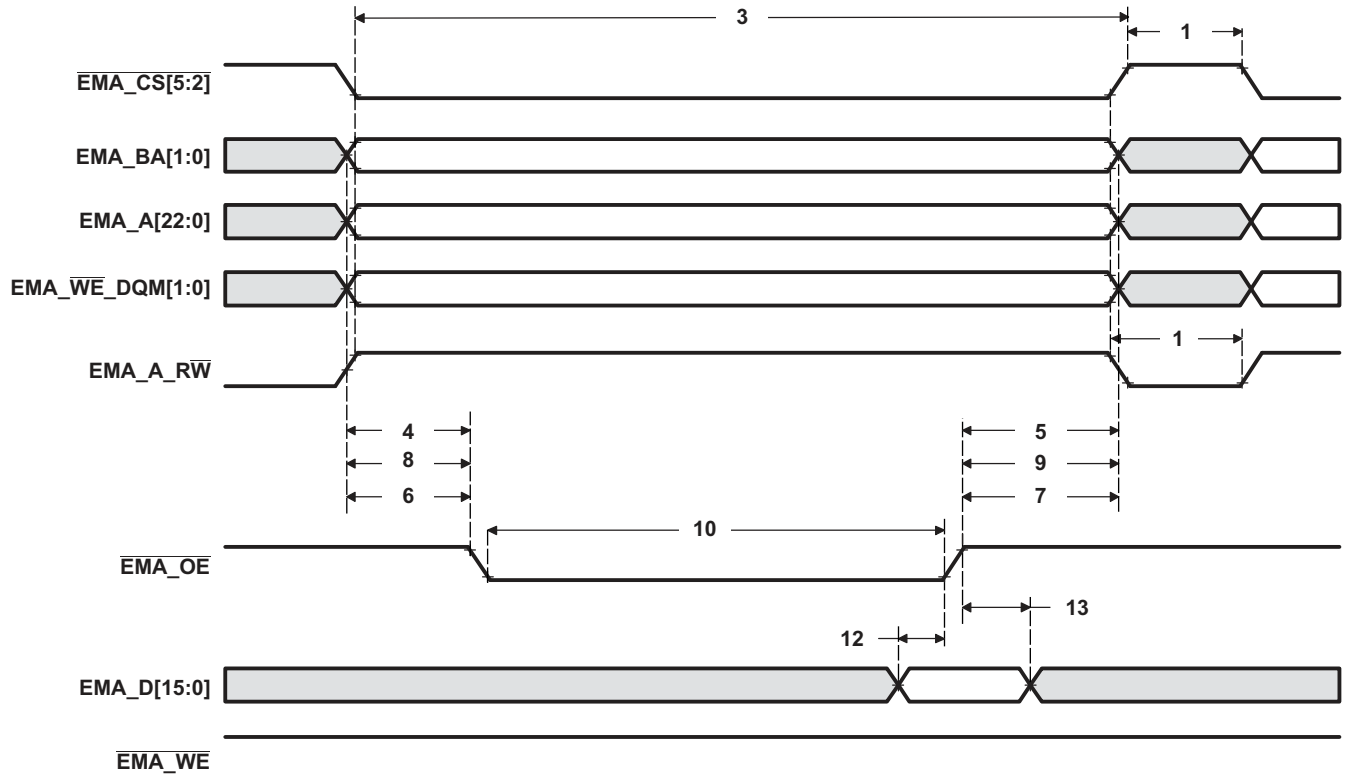 3
1
EMA_CS[5:2]
EMA_BA[1:0]
EMA_A[22:0]
EMA_WE_DQM[1:0]
1
EMA_A_RW
4
5
8
9
6
7
10
EMA_OE
13
12
EMA_D[15:0]
EMA_WE